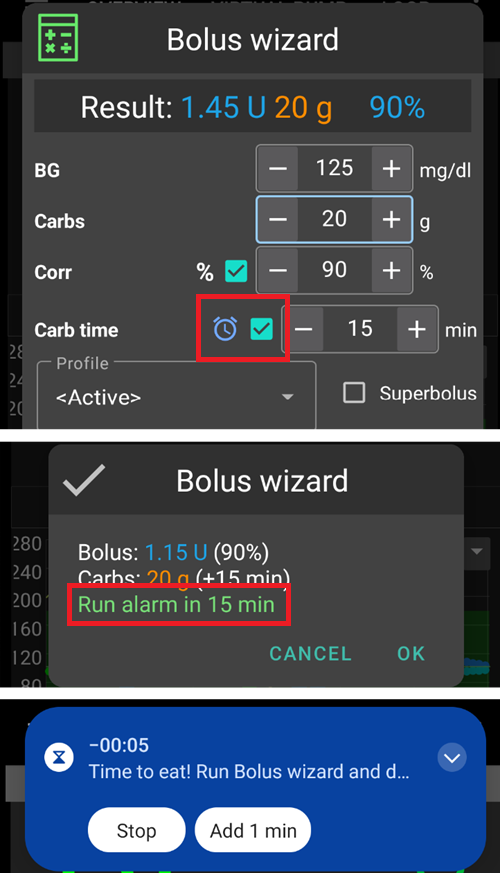 Bolus wizard
Result: 1.45 U 20 g 90%
BG − 125 + mg/dl
Carbs − 20 + g
Corr % − 90 + %
Carb time − 15 + min
Profile
<Active>
Superbolus
Bolus wizard
280
240
200
160
120
80
Bolus: 1.15 U (90%)
Carbs: 20 g (+15 min)
Run alarm in 15 min
CANCEL OK
−00:05
Time to eat! Run Bolus wizard and d...
Stop Add 1 min